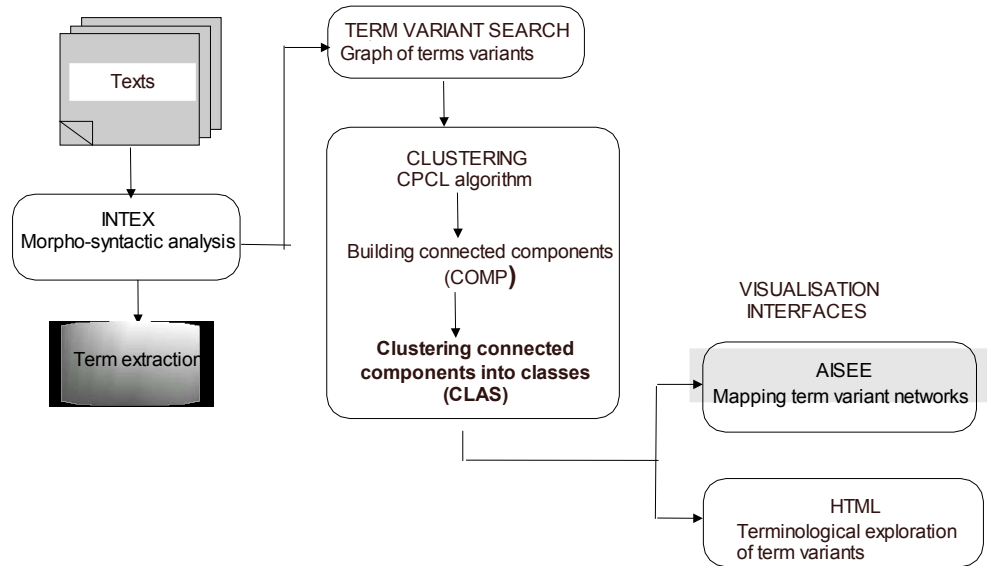 Texts
INTEX
Morpho-syntactic analysis
Term extraction
TERM VARIANT SEARCH
Graph of terms variants
CLUSTERING
CPCL algorithm
Building connected components
(COMP)
Clustering connected
components into classes
(CLAS)
VISUALISATION
INTERFACES
AISEE
Mapping term variant networks
HTML
Terminological exploration
of term variants